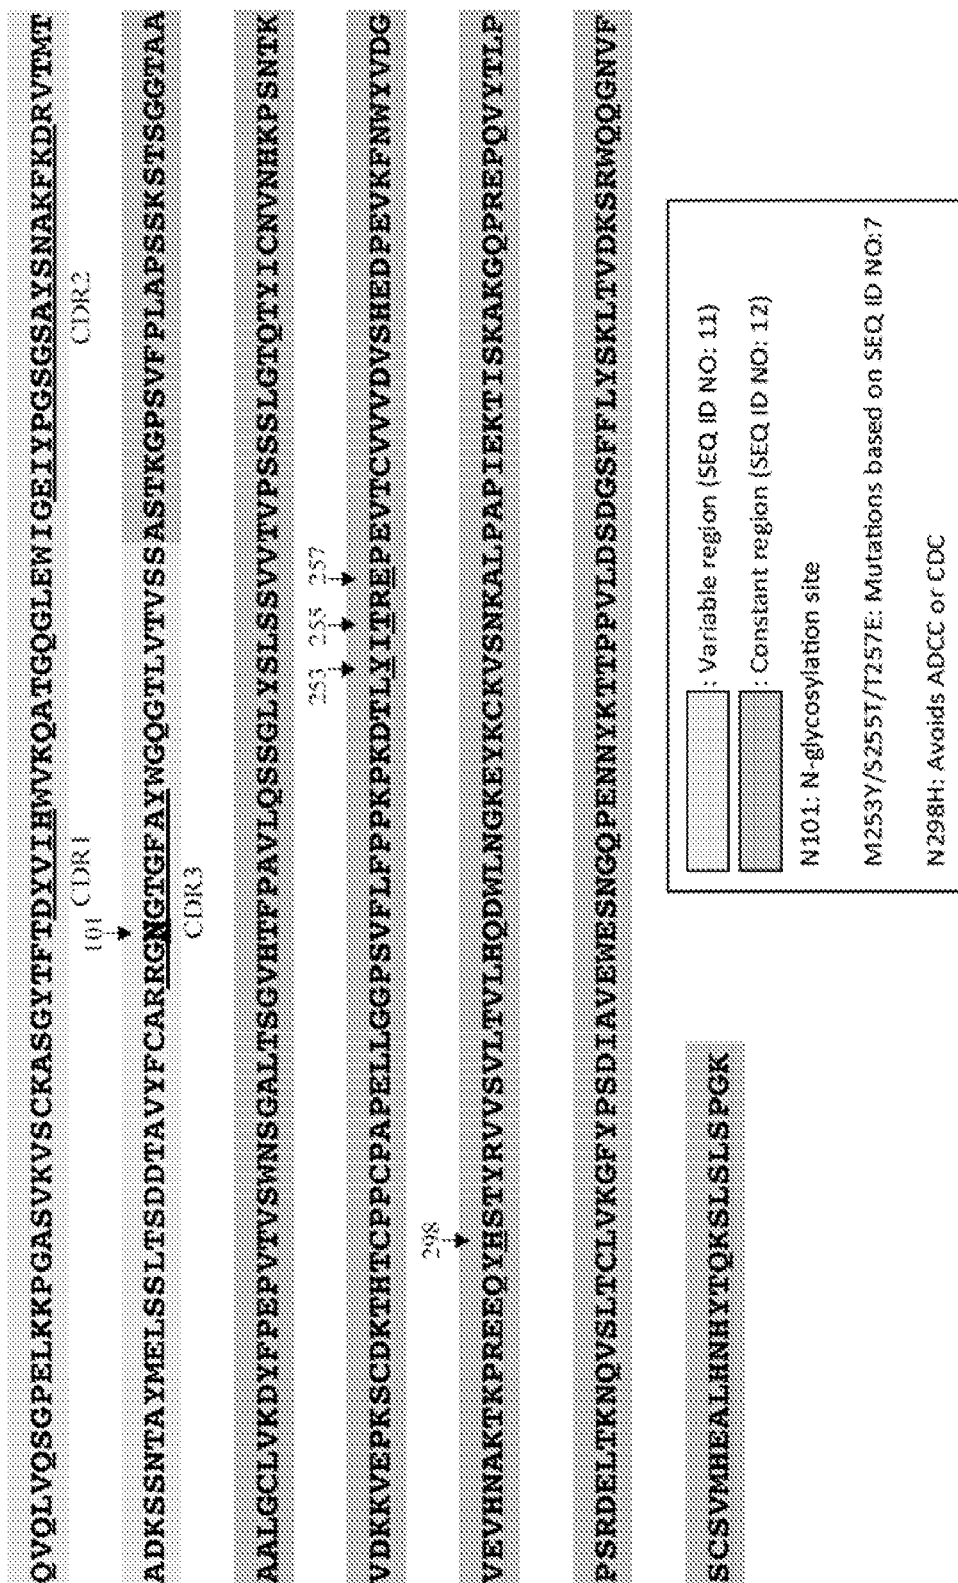 QVQLVQSGPELKKPGASVKVSCKASGYTFTDYVIHWVKQATGQGLEWIGEIYPGSGSAYSNAKFKDRVTMT
CDR1 CDR2
101
ADKSSNTAYMELSSLTSDDTAVYFCARRGNGTGFAYWGQGTLVTVSSASTKGPSVFPLAPSSKSTSGGTAA
CDR3
AALGCLVKDYFPEPVTVSWNSGALTSGVHTFPAVLQSSGLYSLSSVVTVPSSSLGTQTYICNVNHKPSNTK
253 255 257
VDKKVEPKSCDKTHTCPPCPAPELLGGPSVFLFPPKPKDTLYITREPEVTCVVVDVSHEDPEVKFNWYVDG
298
VEVHNAKTKPREEQYHSTYRVVSVLTVLHQDWLNGKEYKCKVSNKALPAPIEKTISKAKGQPREPQVYTLP
PSRDELTKNQVSLTCLVKGFYPSDIAVEWESNGQPENNYKTTPPVLDSDGSFFLYSKLTVDKSRWQQGNVF
SCSVMHEALHNHYTQKSLSLSPGK
: Variable region (SEQ ID NO: 11)
: Constant region (SEQ ID NO: 12)
N101: N-glycosylation site
M253Y/S255T/T257E: Mutations based on SEQ ID NO:7
N298H: Avoids ADCC or CDC